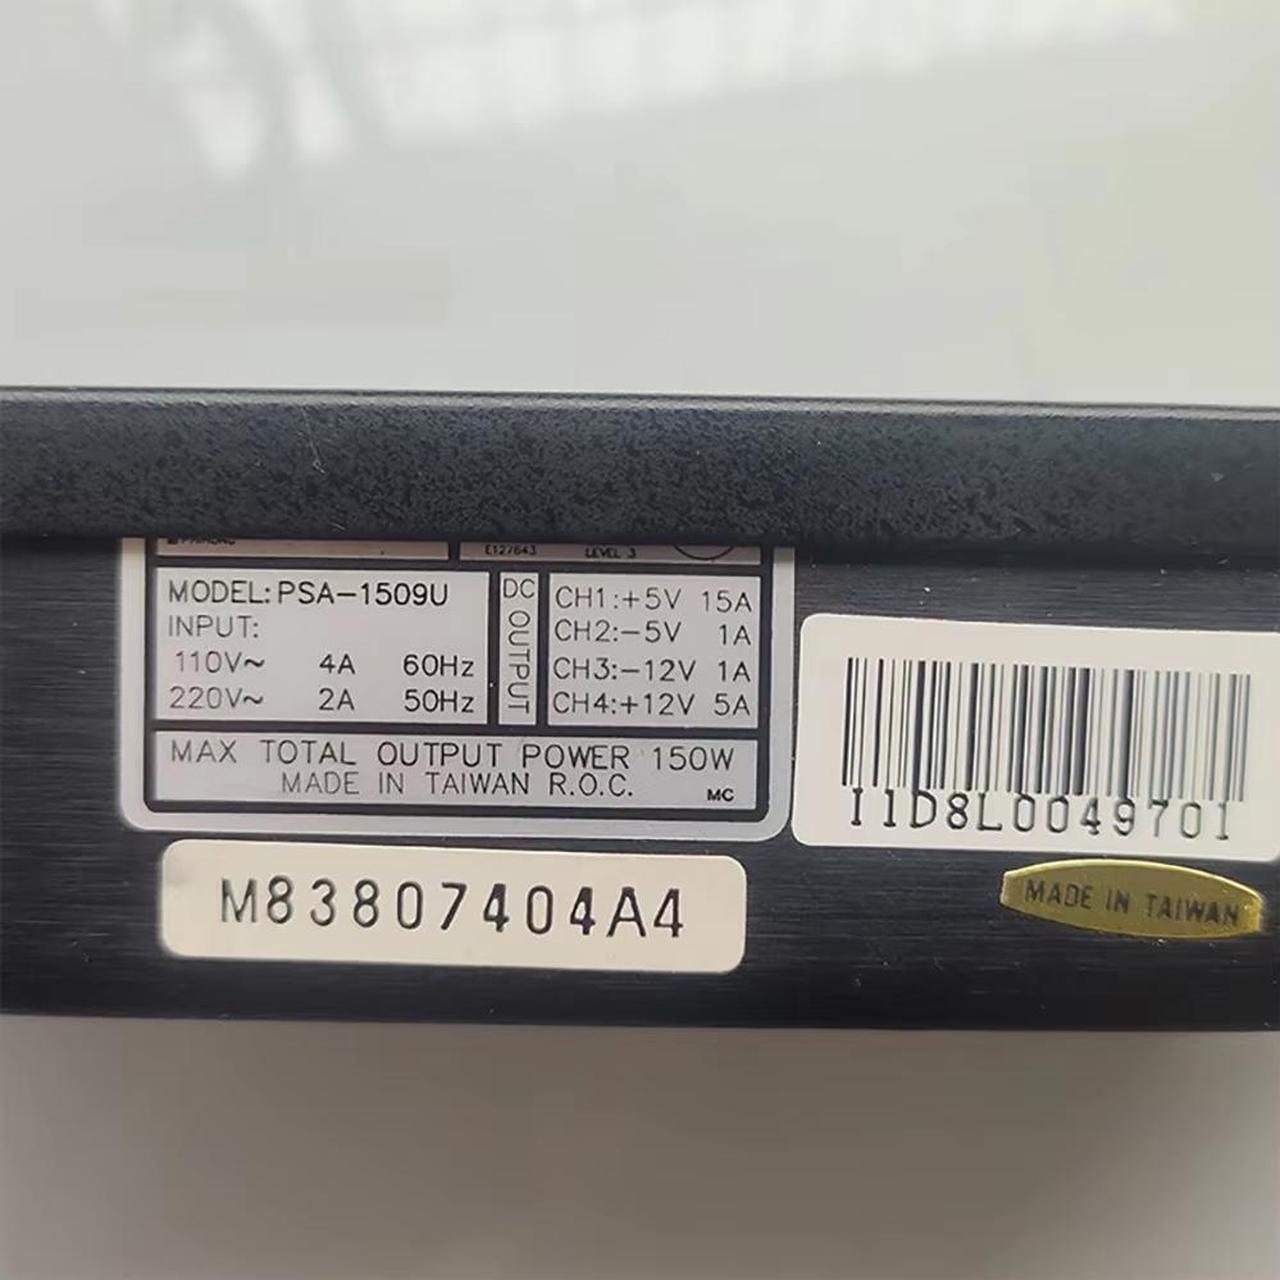 E127643
LEVEL 3
MODEL: PSA-1509U
INPUT:
110V~ 4A 60Hz
220V~ 2A 50Hz
DC OUTPUT
CH1:+5V 15A
CH2:-5V 1A
CH3:-12V 1A
CH4:+12V 5A
MAX TOTAL OUTPUT POWER 150W
MADE IN TAIWAN R.O.C.
MC
I1D8L0049701
M83807404A4
MADE IN TAIWAN